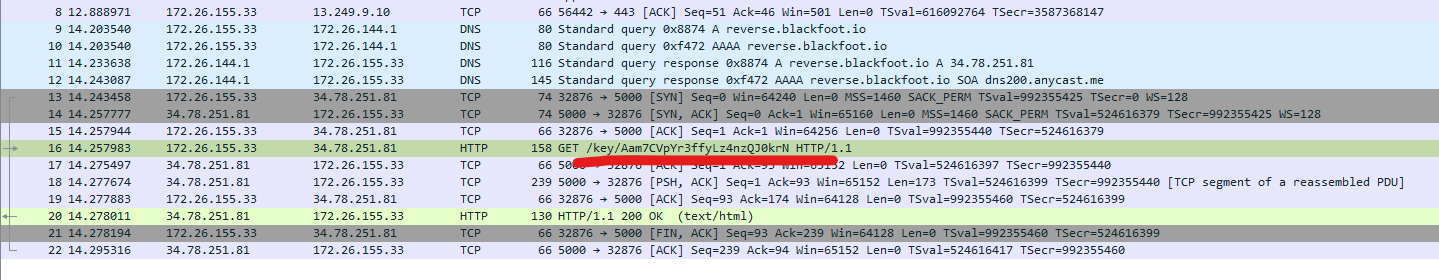 8 12.888971 172.26.155.33 13.249.9.10 TCP 66 56442 → 443 [ACK] Seq=51 Ack=46 Win=501 Len=0 TSval=616092764 TSecr=3587368147
9 14.203540 172.26.155.33 172.26.144.1 DNS 80 Standard query 0x8874 A reverse.blackfoot.io
10 14.203540 172.26.155.33 172.26.144.1 DNS 80 Standard query 0xf472 AAAA reverse.blackfoot.io
11 14.233638 172.26.144.1 172.26.155.33 DNS 116 Standard query response 0x8874 A reverse.blackfoot.io A 34.78.251.81
12 14.243087 172.26.144.1 172.26.155.33 DNS 145 Standard query response 0xf472 AAAA reverse.blackfoot.io SOA dns200.anycast.me
13 14.243458 172.26.155.33 34.78.251.81 TCP 74 32876 → 5000 [SYN] Seq=0 Win=64240 Len=0 MSS=1460 SACK_PERM TSval=992355425 TSecr=0 WS=128
14 14.257777 34.78.251.81 172.26.155.33 TCP 74 5000 → 32876 [SYN, ACK] Seq=0 Ack=1 Win=65160 Len=0 MSS=1460 SACK_PERM TSval=524616379 TSecr=992355425 WS=128
15 14.257944 172.26.155.33 34.78.251.81 TCP 66 32876 → 5000 [ACK] Seq=1 Ack=1 Win=64256 Len=0 TSval=992355440 TSecr=524616379
16 14.257983 172.26.155.33 34.78.251.81 HTTP 158 GET /key/Aam7CVpYr3ffyLz4nzQJ0krN HTTP/1.1
17 14.275497 34.78.251.81 172.26.155.33 TCP 66 5000 → 32876 [ACK] Seq=1 Ack=93 Win=65152 Len=0 TSval=524616397 TSecr=992355440
18 14.277674 34.78.251.81 172.26.155.33 TCP 239 5000 → 32876 [PSH, ACK] Seq=1 Ack=93 Win=65152 Len=173 TSval=524616399 TSecr=992355440 [TCP segment of a reassembled PDU]
19 14.277883 172.26.155.33 34.78.251.81 TCP 66 32876 → 5000 [ACK] Seq=93 Ack=174 Win=64128 Len=0 TSval=992355460 TSecr=524616399
20 14.278011 34.78.251.81 172.26.155.33 HTTP 130 HTTP/1.1 200 OK (text/html)
21 14.278194 172.26.155.33 34.78.251.81 TCP 66 32876 → 5000 [FIN, ACK] Seq=93 Ack=239 Win=64128 Len=0 TSval=992355460 TSecr=524616399
22 14.295316 34.78.251.81 172.26.155.33 TCP 66 5000 → 32876 [ACK] Seq=239 Ack=94 Win=65152 Len=0 TSval=524616417 TSecr=992355460